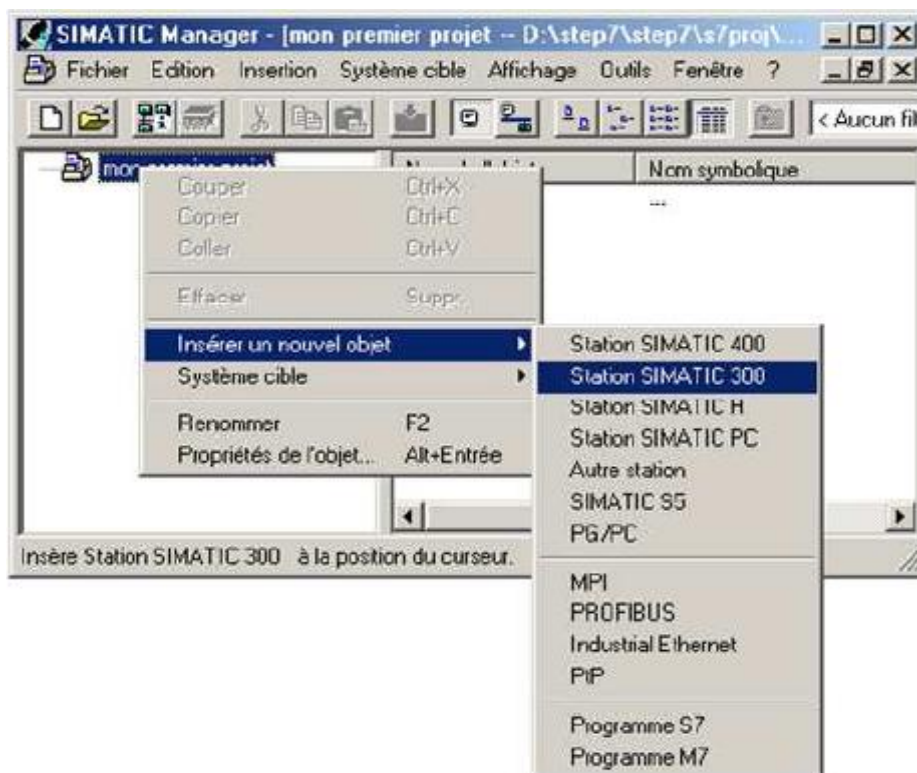 SIMATIC Manager - [mon premier projet -- D:\step7\step7\s7proj\...
Fichier Edition Insertion Système cible Affichage Outils Fenêtre ?
< Aucun fil
mon premier projet
Nom symbolique
---
Couper Ctrl+X
Copier Ctrl+C
Coller Ctrl+V
Effacer Suppr
Insérer un nouvel objet
Système cible
Renommer F2
Propriétés de l'objet... Alt+Entrée
Station SIMATIC 400
Station SIMATIC 300
Station SIMATIC H
Station SIMATIC PC
Autre station
SIMATIC S5
PG/PC
MPI
PROFIBUS
Industrial Ethernet
PtP
Programme S7
Programme M7
Insère Station SIMATIC 300 à la position du curseur.